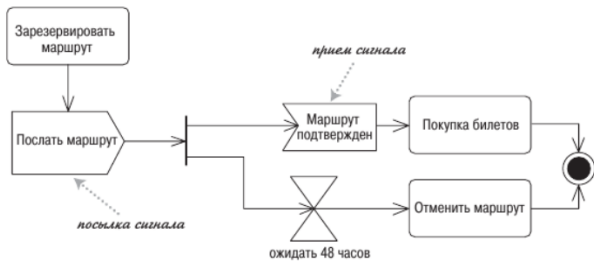 Зарезервировать
маршрут
прием сигнала
Послать маршрут
Маршрут
подтвержден
Покупка билетов
посылка сигнала
Отменить маршрут
ожидать 48 часов